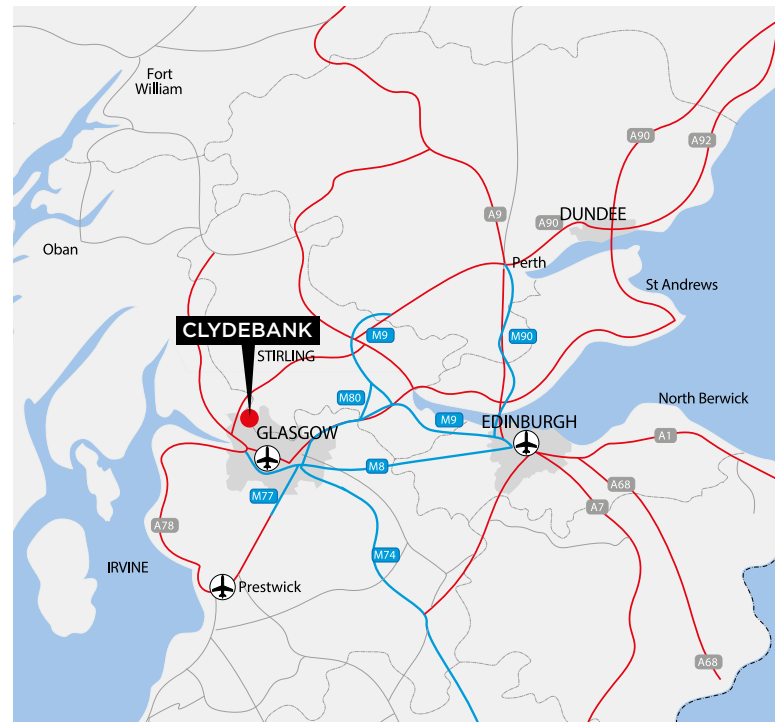 Fort
William
A90
A92
A9
A90
DUNDEE
Oban
Perth
St Andrews
CLYDEBANK
STIRLING
M9
M90
M80
North Berwick
GLASGOW
M9
EDINBURGH
A1
M8
A68
M77
A7
A78
M74
IRVINE
Prestwick
A68